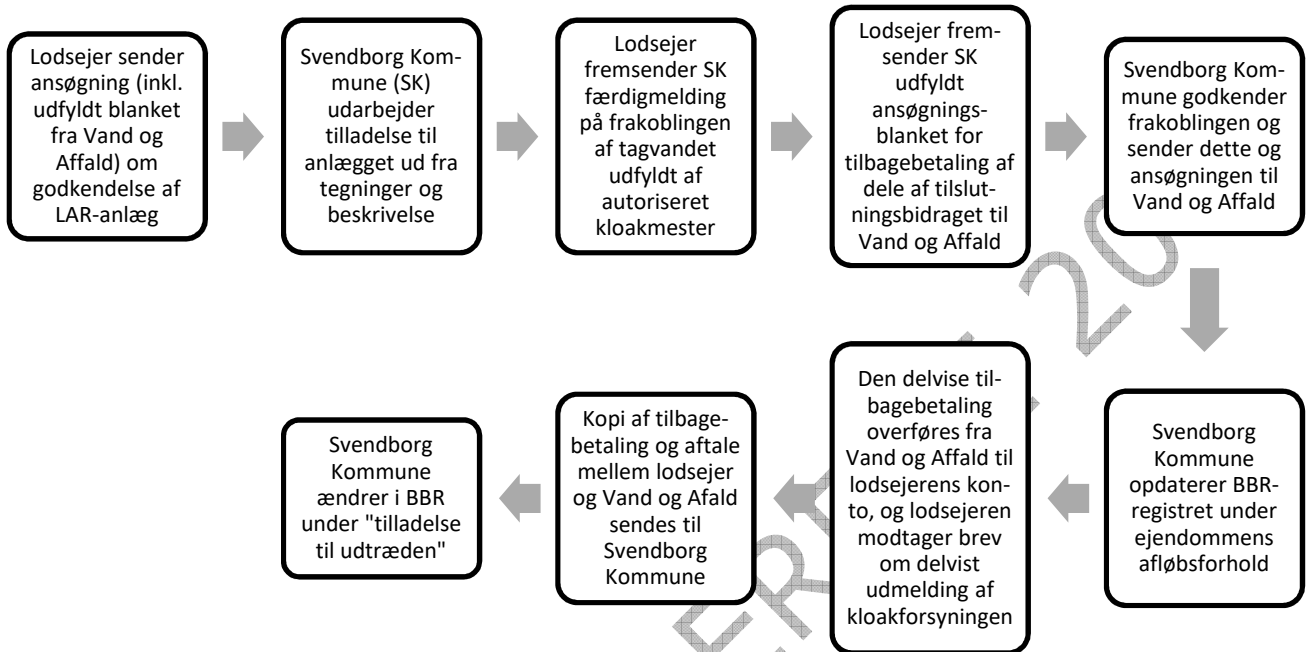 Lodsejer sender
ansøgning (inkl.
udfyldt blanket
fra Vand og
Affald) om
godkendelse af
LAR-anlæg
Svendborg Kom-
mune (SK)
udarbejder
tilladelse til
anlægget ud fra
tegninger og
beskrivelse
Lodsejer
fremsender SK
færdigmelding
på frakoblingen
af tagvandet
udfyldt af
autoriseret
kloakmester
Lodsejer frem-
sender SK
udfyldt
ansøgnings-
blanket for
tilbagebetaling af
dele af tilslut-
ningsbidraget til
Vand og Affald
Svendborg Kom-
mune godkender
frakoblingen og
sender dette og
ansøgningen til
Vand og Affald
Svendborg
Kommune
opdaterer BBR-
registret under
ejendommens
afløbsforhold
Den delvise til-
bagebetaling
overføres fra
Vand og Affald til
lodsejerens kon-
to, og lodsejeren
modtager brev
om delvist
udmelding af
kloakforsyningen
Kopi af tilbage-
betaling og aftale
mellem lodsejer
og Vand og Afald
sendes til
Svendborg
Kommune
Svendborg
Kommune
ændrer i BBR
under "tilladelse
til udtræden"